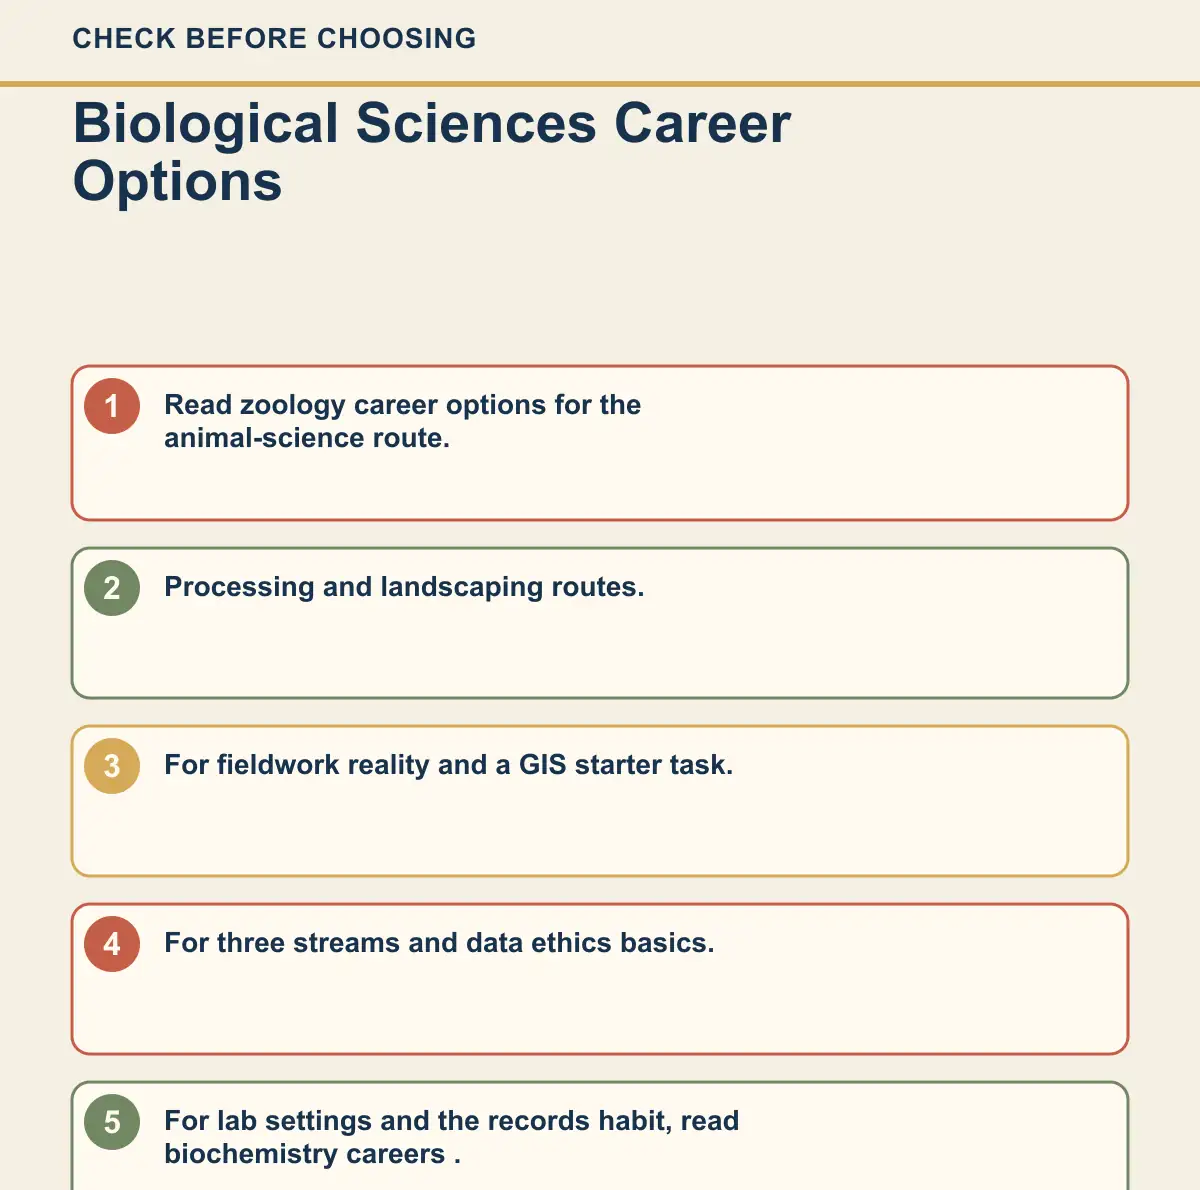 CHECK BEFORE CHOOSING
Biological Sciences Career
Options
1
Read zoology career options for the
animal-science route.
2
Processing and landscaping routes.
3
For fieldwork reality and a GIS starter task.
4
For three streams and data ethics basics.
5
For lab settings and the records habit, read
biochemistry careers .